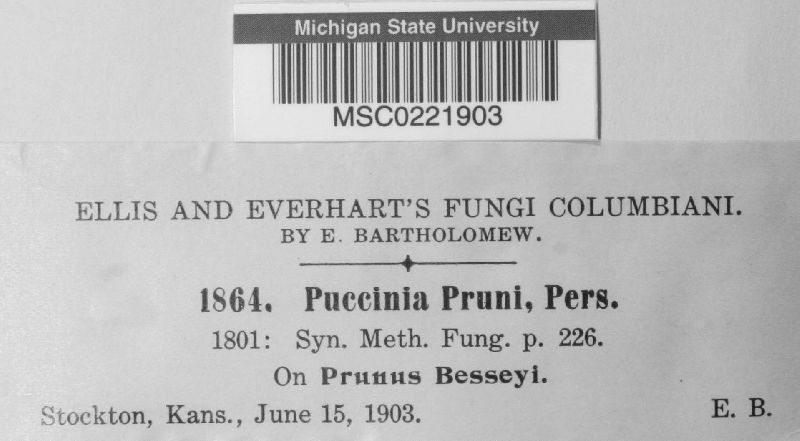 Michigan State University
MSC0221903
ELLIS AND EVERHART'S FUNGI COLUMBIANI.
BY E. BARTHOLOMEW.
1864. Puccinia Pruni, Pers.
1801: Syn. Meth. Fung. p. 226.
On Prunus Besseyi.
Stockton, Kans., June 15, 1903. E. B.